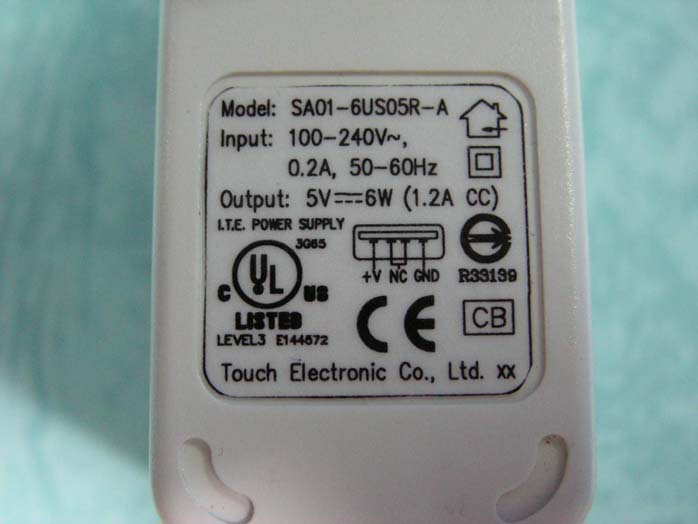 Model: SA01-6US05R-A
Input: 100-240V~,
0.2A, 50-60Hz
Output: 5V⎓6W (1.2A CC)
I.T.E. POWER SUPPLY
3G65
C UL US
LISTED
LEVEL3 E144672
+V NC GND
R33139
CE
CB
Touch Electronic Co., Ltd. xx